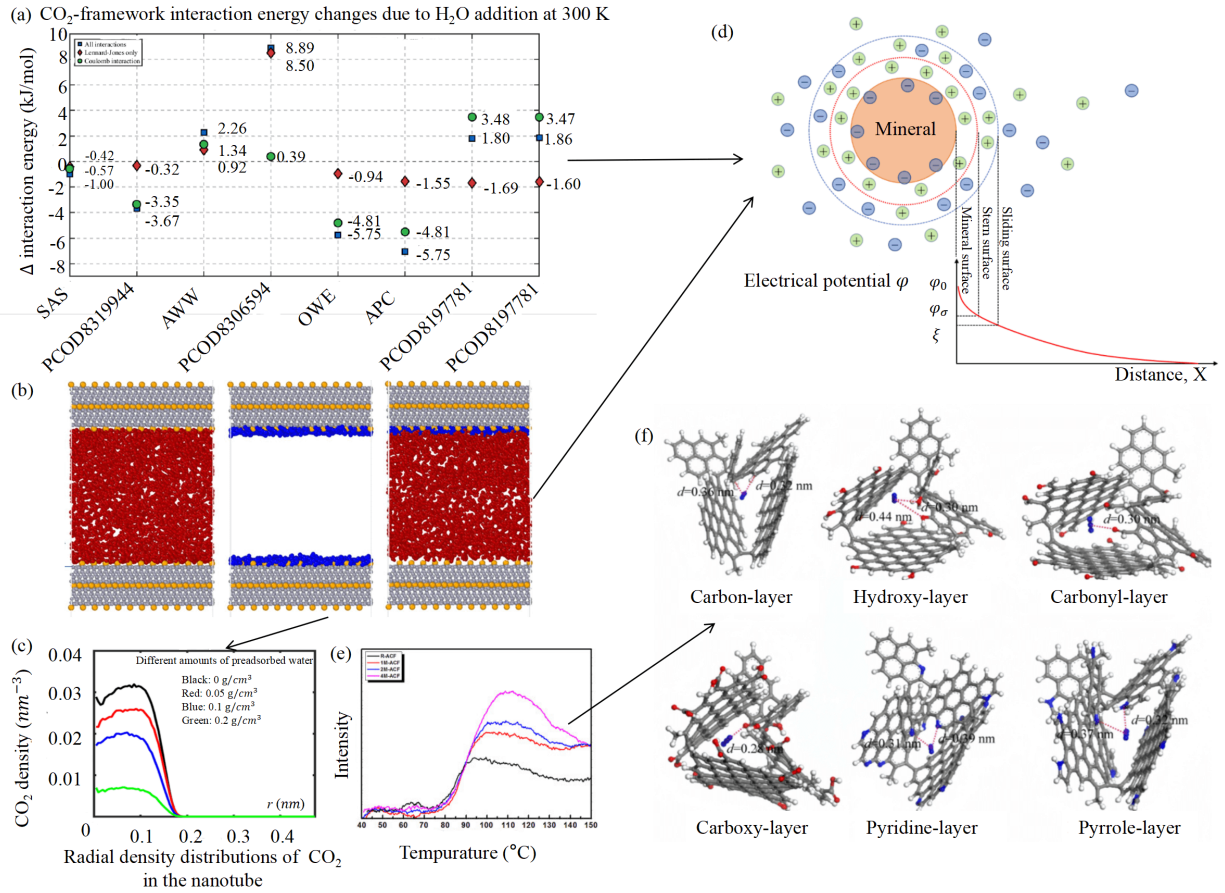 (a) CO₂-framework interaction energy changes due to H₂O addition at 300 K
Δ interaction energy (kJ/mol)
10
8
6
4
2
0
-2
-4
-6
-8
All interactions
Lennard-Jones only
Coulomb interaction
-0.42
-0.57
-1.00
-0.32
-3.35
-3.67
2.26
1.34
0.92
8.89
8.50
0.39
-0.94
-4.81
-5.75
-1.55
-4.81
-5.75
3.48
1.80
-1.69
3.47
1.86
-1.60
SAS
PCOD8319944
AWW
PCOD8306594
OWE
APC
PCOD8197781
PCOD8197781
(d)
Mineral
Mineral surface
Stern surface
Sliding surface
Electrical potential φ
φ₀
φσ
ξ
Distance, X
(b)
(c)
CO₂ density (nm⁻³)
0.04
0.03
0.02
0.01
Different amounts of preadsorbed water
Black: 0 g/cm³
Red: 0.05 g/cm³
Blue: 0.1 g/cm³
Green: 0.2 g/cm³
r (nm)
0
0.1
0.2
0.3
0.4
Radial density distributions of CO₂
in the nanotube
(e)
R-ACF
1M-ACF
2M-ACF
4M-ACF
Intensity
40
50
60
70
80
90
100
110
120
130
140
150
Tempurature (°C)
(f)
d=0.36 nm
d=0.32 nm
Carbon-layer
d=0.44 nm
d=0.30 nm
Hydroxy-layer
d=0.30 nm
Carbonyl-layer
d=0.28 nm
Carboxy-layer
d=0.31 nm
d=0.39 nm
Pyridine-layer
d=0.37 nm
d=0.32 nm
Pyrrole-layer